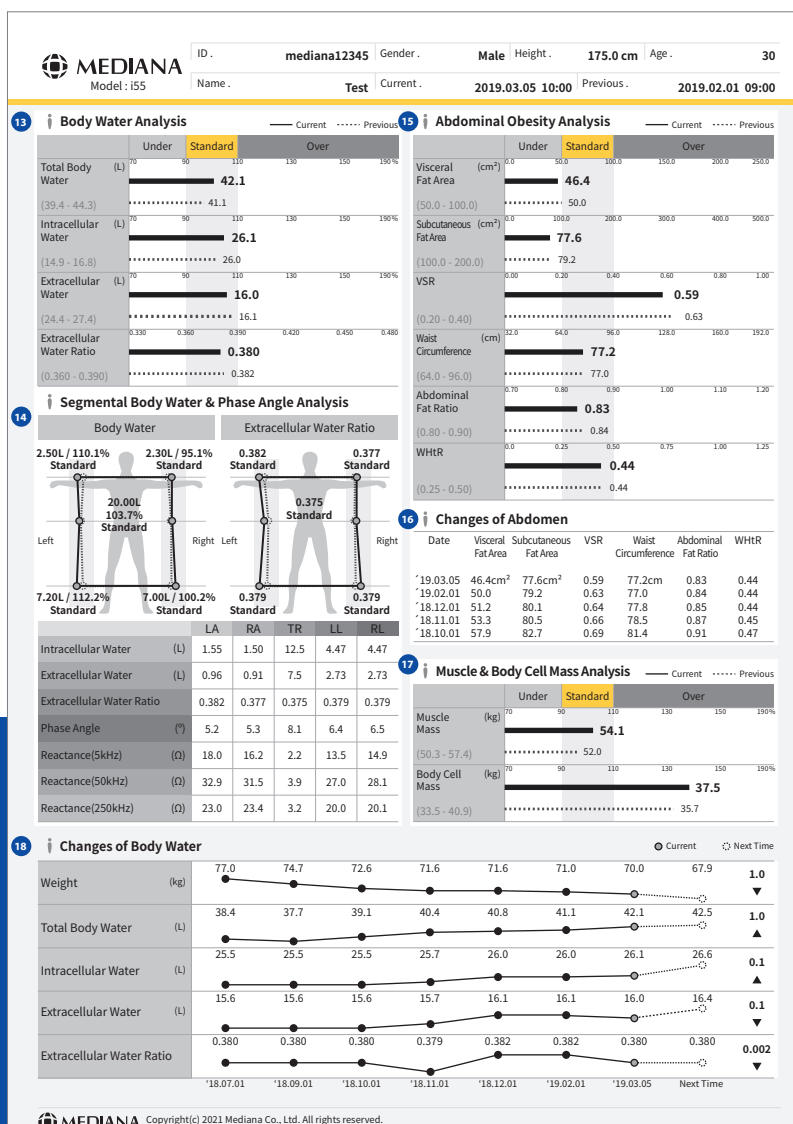 MEDIANA
Model : i55
ID . mediana12345 Gender . Male Height . 175.0 cm Age . 30
Name . Test Current . 2019.03.05 10:00 Previous . 2019.02.01 09:00
13 Body Water Analysis Current Previous
Under Standard Over
Total Body Water (L) 70 90 110 130 150 190%
42.1
(39.4 - 44.3) 41.1
Intracellular Water (L) 70 90 110 130 150 190%
26.1
(14.9 - 16.8) 26.0
Extracellular Water (L) 70 90 110 130 150 190%
16.0
(24.4 - 27.4) 16.1
Extracellular Water Ratio 0.330 0.360 0.390 0.420 0.450 0.480
0.380
(0.360 - 0.390) 0.382
14 Segmental Body Water & Phase Angle Analysis
Body Water Extracellular Water Ratio
2.50L / 110.1% 2.30L / 95.1% 0.382 0.377
Standard Standard Standard Standard
20.00L 0.375
103.7% Standard
Standard
Left Right Left Right
7.20L / 112.2% 7.00L / 100.2% 0.379 0.379
Standard Standard Standard Standard
LA RA TR LL RL
Intracellular Water (L) 1.55 1.50 12.5 4.47 4.47
Extracellular Water (L) 0.96 0.91 7.5 2.73 2.73
Extracellular Water Ratio 0.382 0.377 0.375 0.379 0.379
Phase Angle (º) 5.2 5.3 8.1 6.4 6.5
Reactance(5kHz) (Ω) 18.0 16.2 2.2 13.5 14.9
Reactance(50kHz) (Ω) 32.9 31.5 3.9 27.0 28.1
Reactance(250kHz) (Ω) 23.0 23.4 3.2 20.0 20.1
15 Abdominal Obesity Analysis Current Previous
Under Standard Over
Visceral Fat Area (cm²) 0.0 50.0 100.0 150.0 200.0 250.0
46.4
(50.0 - 100.0) 50.0
Subcutaneous Fat Area (cm²) 0.0 100.0 200.0 300.0 400.0 500.0
77.6
(100.0 - 200.0) 79.2
VSR 0.00 0.20 0.40 0.60 0.80 1.00
0.59
(0.20 - 0.40) 0.63
Waist Circumference (cm) 32.0 64.0 96.0 128.0 160.0 192.0
77.2
(64.0 - 96.0) 77.0
Abdominal Fat Ratio 0.70 0.80 0.90 1.00 1.10 1.20
0.83
(0.80 - 0.90) 0.84
WHtR 0.0 0.25 0.50 0.75 1.00 1.25
0.44
(0.25 - 0.50) 0.44
16 Changes of Abdomen
Date Visceral Fat Area Subcutaneous Fat Area VSR Waist Circumference Abdominal Fat Ratio WHtR
´19.03.05 46.4cm² 77.6cm² 0.59 77.2cm 0.83 0.44
´19.02.01 50.0 79.2 0.63 77.0 0.84 0.44
´18.12.01 51.2 80.1 0.64 77.8 0.85 0.44
´18.11.01 53.3 80.5 0.66 78.5 0.87 0.45
´18.10.01 57.9 82.7 0.69 81.4 0.91 0.47
17 Muscle & Body Cell Mass Analysis Current Previous
Under Standard Over
Muscle Mass (kg) 70 90 110 130 150 190%
54.1
(50.3 - 57.4) 52.0
Body Cell Mass (kg) 70 90 110 130 150 190%
37.5
(33.5 - 40.9) 35.7
18 Changes of Body Water Current Next Time
Weight (kg) 77.0 74.7 72.6 71.6 71.6 71.0 70.0 67.9 1.0 ▼
Total Body Water (L) 38.4 37.7 39.1 40.4 40.8 41.1 42.1 42.5 1.0 ▲
Intracellular Water (L) 25.5 25.5 25.5 25.7 26.0 26.0 26.1 26.6 0.1 ▲
Extracellular Water (L) 15.6 15.6 15.6 15.7 16.1 16.1 16.0 16.4 0.1 ▼
Extracellular Water Ratio 0.380 0.380 0.380 0.379 0.382 0.382 0.380 0.380 0.002 ▼
'18.07.01 '18.09.01 '18.10.01 '18.11.01 '18.12.01 '19.02.01 '19.03.05 Next Time
MEDIANA Copyright(c) 2021 Mediana Co., Ltd. All rights reserved.